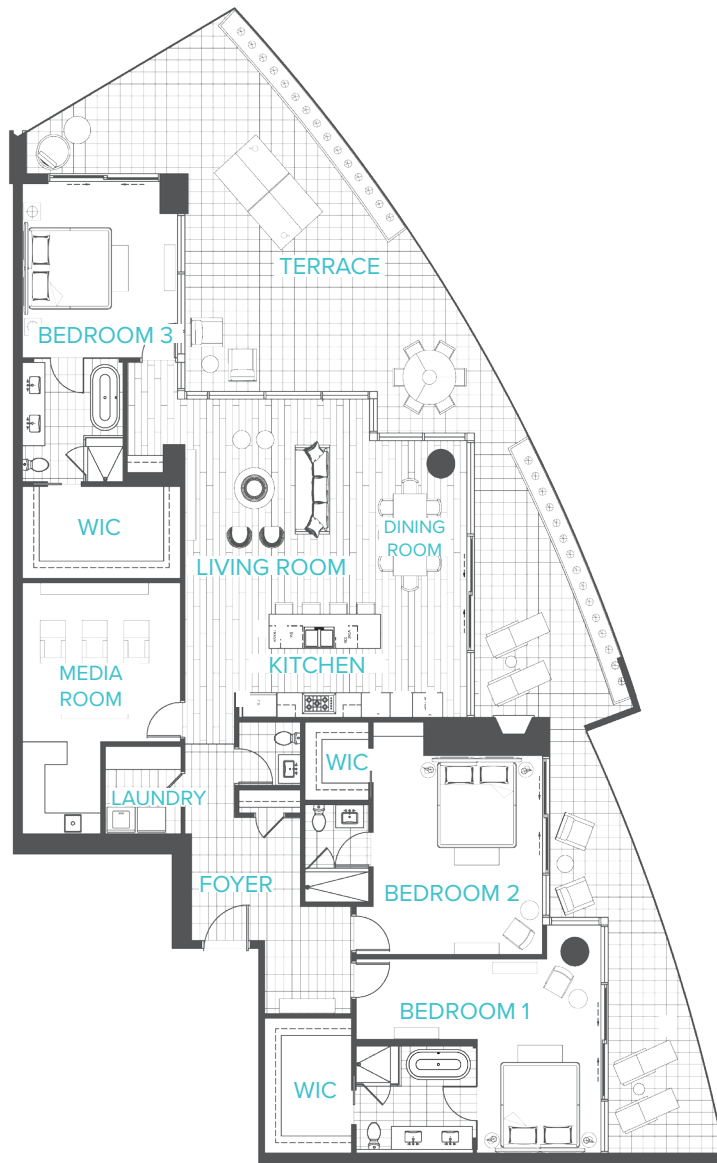 TERRACE
BEDROOM 3
WIC
DINING
ROOM
LIVING ROOM
KITCHEN
MEDIA
ROOM
WIC
LAUNDRY
FOYER
BEDROOM 2
BEDROOM 1
WIC